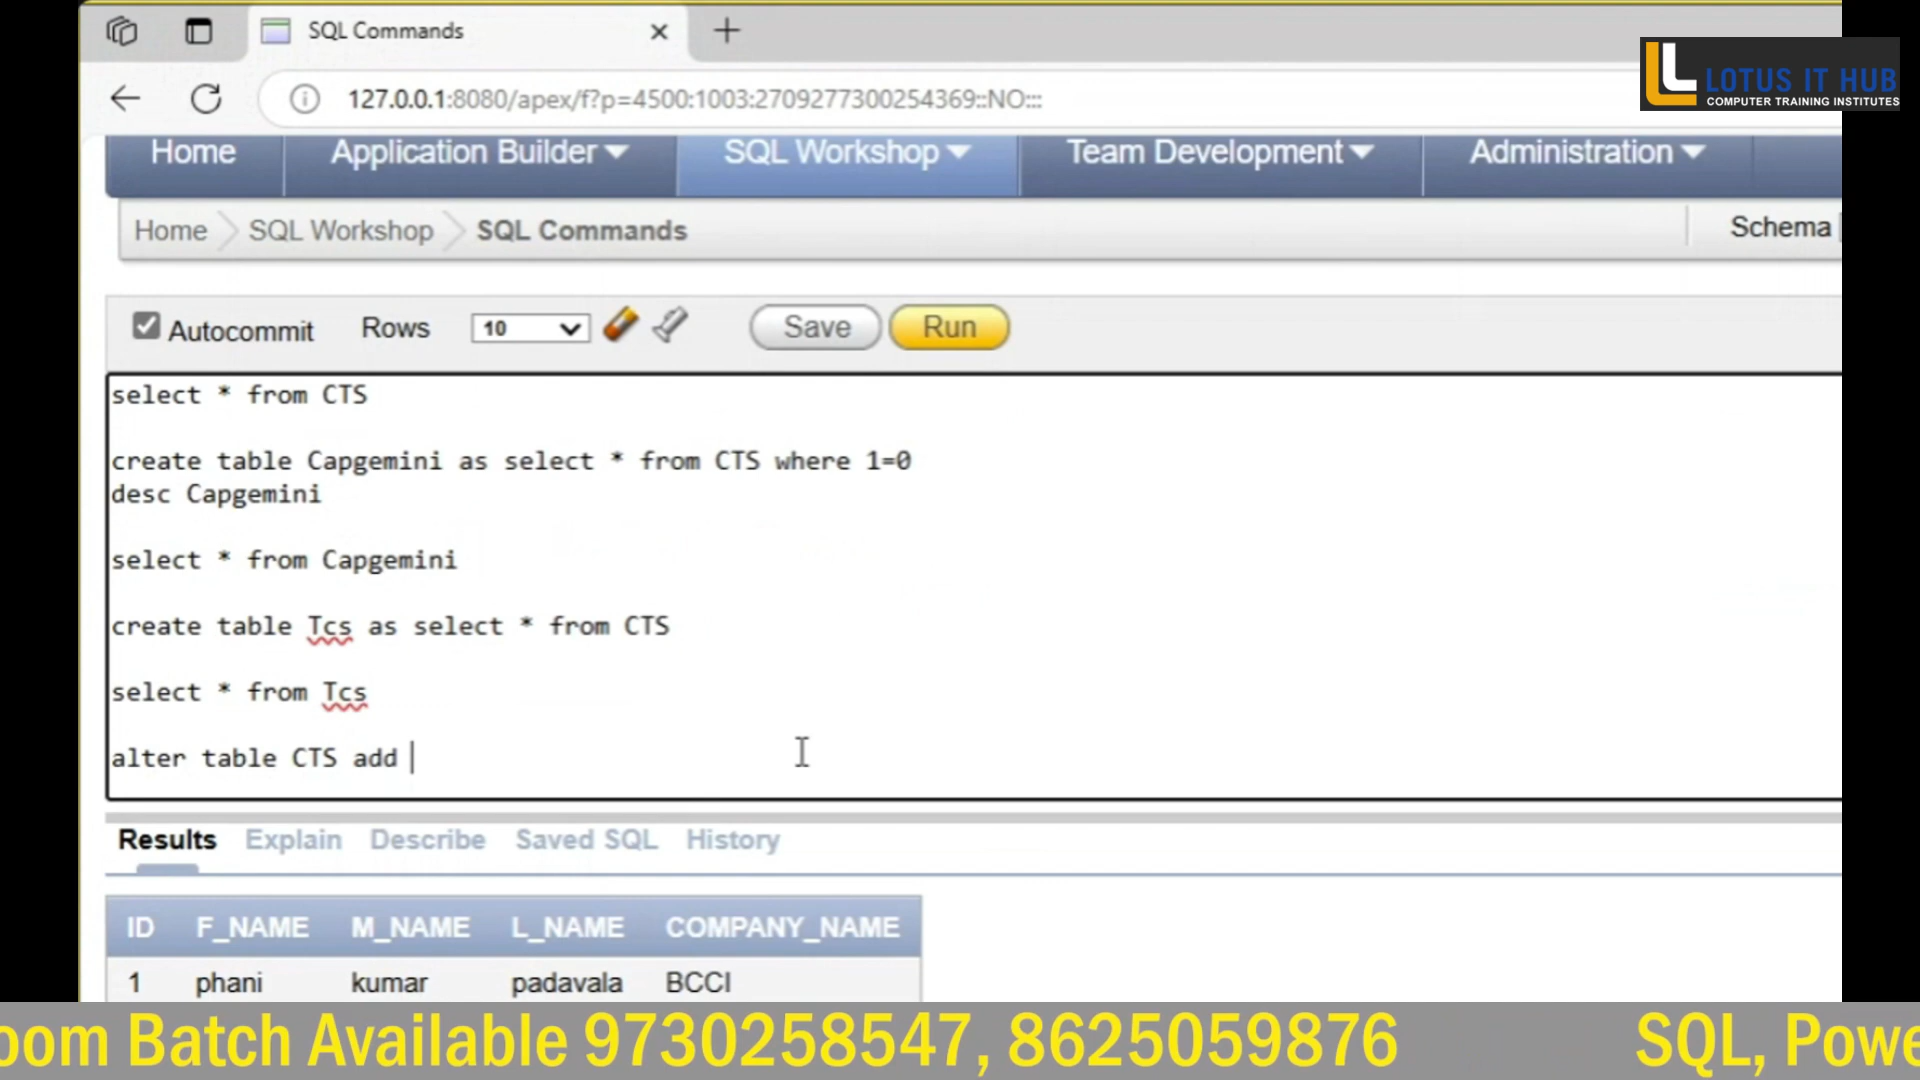 SQL Commands
127.0.0.1:8080/apex/f?p=4500:1003:2709277300254369::NO:::
LOTUS IT HUB
COMPUTER TRAINING INSTITUTES
Home Application Builder SQL Workshop Team Development Administration
Home SQL Workshop SQL Commands Schema
Autocommit Rows 10 Save Run
select * from CTS
create table Capgemini as select * from CTS where 1=0
desc Capgemini
select * from Capgemini
create table Tcs as select * from CTS
select * from Tcs
alter table CTS add
Results Explain Describe Saved SQL History
ID F_NAME M_NAME L_NAME COMPANY_NAME
1 phani kumar padavala BCCI
oom Batch Available 9730258547, 8625059876 SQL, Powe